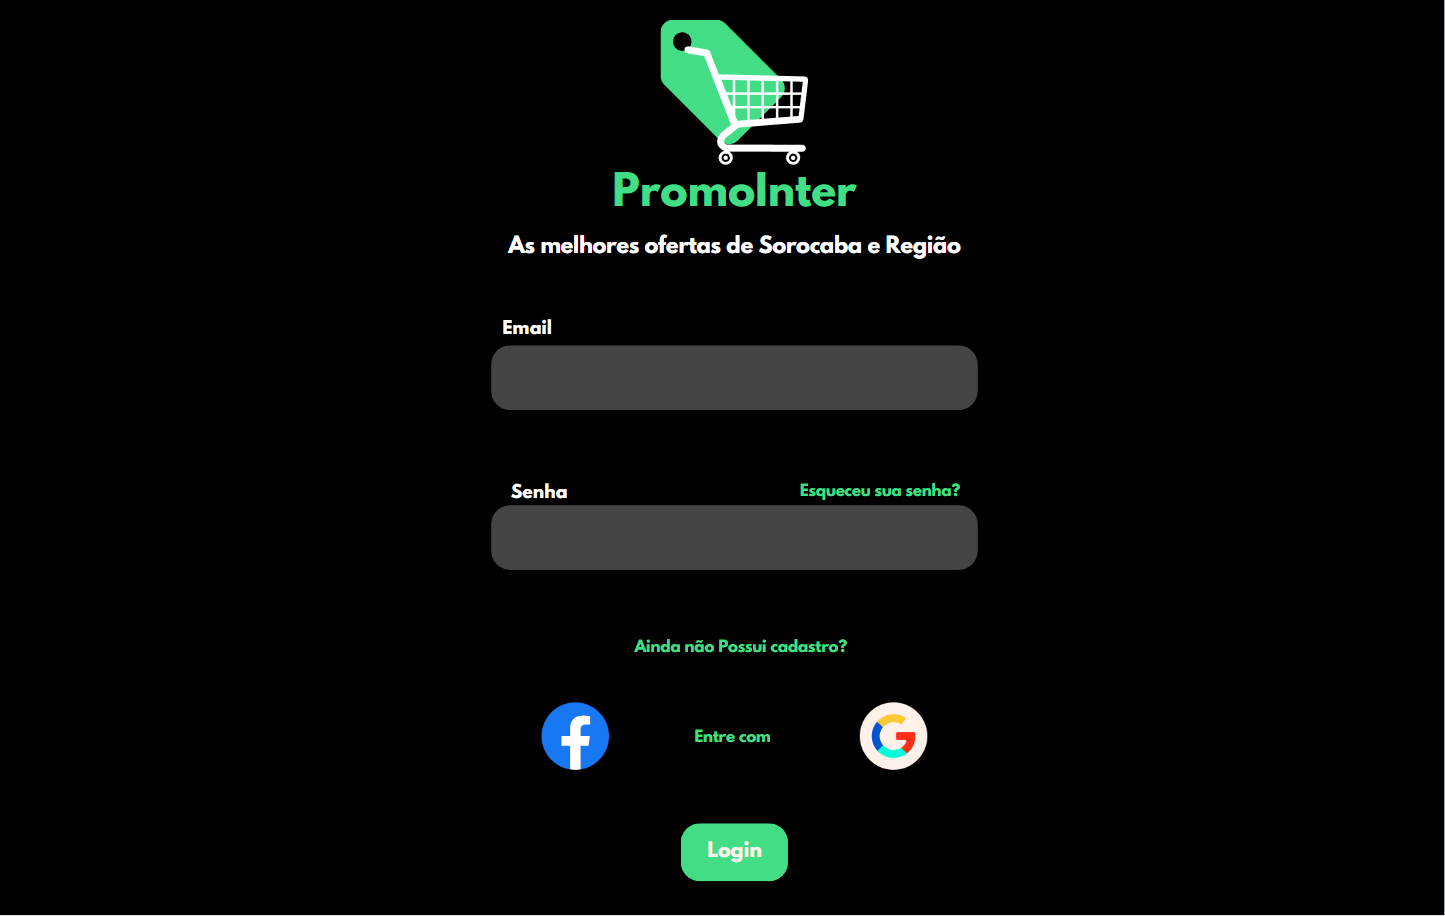 PromoInter
As melhores ofertas de Sorocaba e Região
Email
Senha
Esqueceu sua senha?
Ainda não Possui cadastro?
Entre com
Login